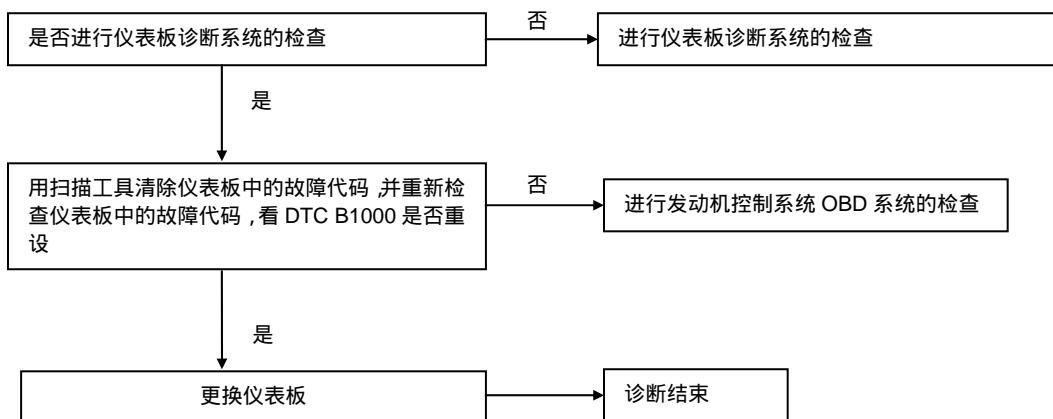 是否进行仪表板诊断系统的检查
否
进行仪表板诊断系统的检查
是
用扫描工具清除仪表板中的故障代码,并重新检
查仪表板中的故障代码,看 DTC B1000 是否重
设
否
进行发动机控制系统 OBD 系统的检查
是
更换仪表板
诊断结束